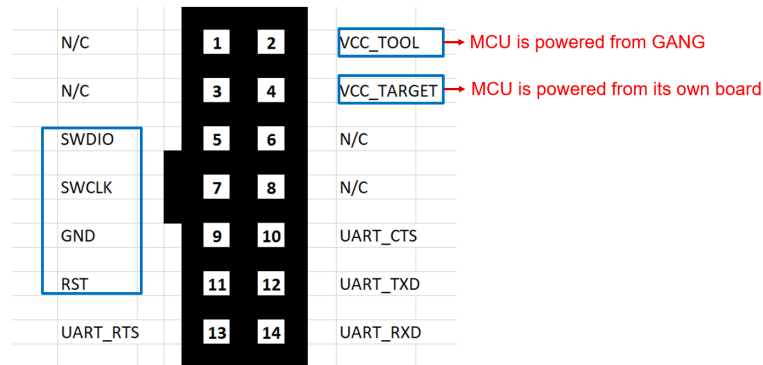 N/C 1 2 VCC_TOOL MCU is powered from GANG
N/C 3 4 VCC_TARGET MCU is powered from its own board
SWDIO 5 6 N/C
SWCLK 7 8 N/C
GND 9 10 UART_CTS
RST 11 12 UART_TXD
UART_RTS 13 14 UART_RXD